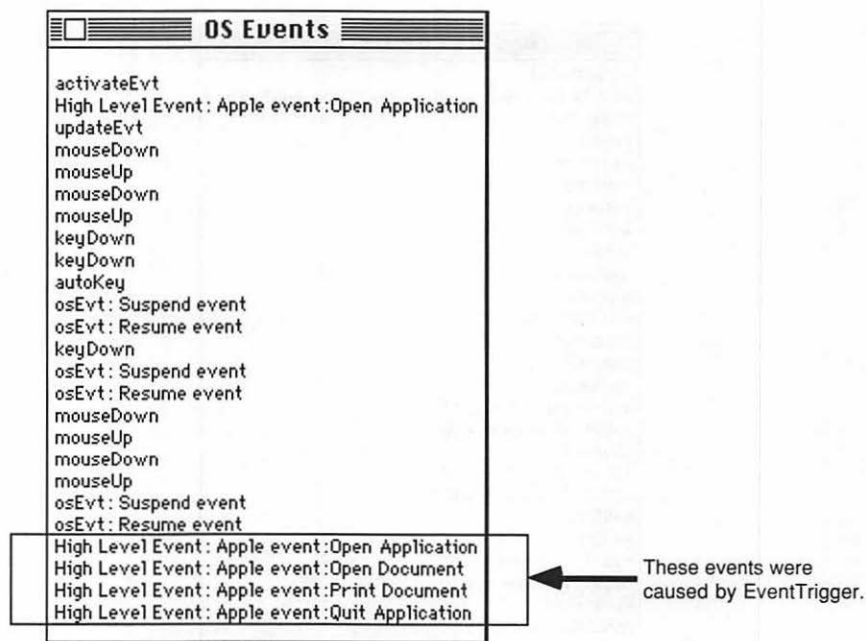 OS Events
activateEvt
High Level Event: Apple event:Open Application
updateEvt
mouseDown
mouseUp
mouseDown
mouseUp
keyDown
keyDown
autoKey
osEvt: Suspend event
osEvt: Resume event
keyDown
osEvt: Suspend event
osEvt: Resume event
mouseDown
mouseUp
mouseDown
mouseUp
osEvt: Suspend event
osEvt: Resume event
High Level Event: Apple event:Open Application
High Level Event: Apple event:Open Document
High Level Event: Apple event:Print Document
High Level Event: Apple event:Quit Application
These events were
caused by EventTrigger.